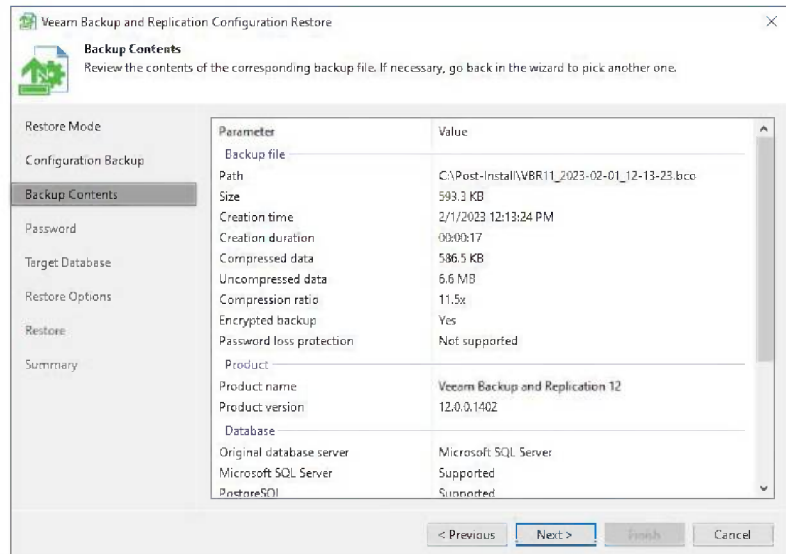 Veeam Backup and Replication Configuration Restore
Backup Contents
Review the contents of the corresponding backup file. If necessary, go back in the wizard to pick another one.
Restore Mode
Configuration Backup
Backup Contents
Password
Target Database
Restore Options
Restore
Summary
Parameter Value
Backup file
Path C:\Post-Install\VBR11_2023-02-01_12-13-23.bco
Size 593.3 KB
Creation time 2/1/2023 12:13:24 PM
Creation duration 00:00:17
Compressed data 586.5 KB
Uncompressed data 6.6 MB
Compression ratio 11.5x
Encrypted backup Yes
Password loss protection Not supported
Product
Product name Veeam Backup and Replication 12
Product version 12.0.0.1402
Database
Original database server Microsoft SQL Server
Microsoft SQL Server Supported
PostgreSQL Supported
< Previous Next > Finish Cancel